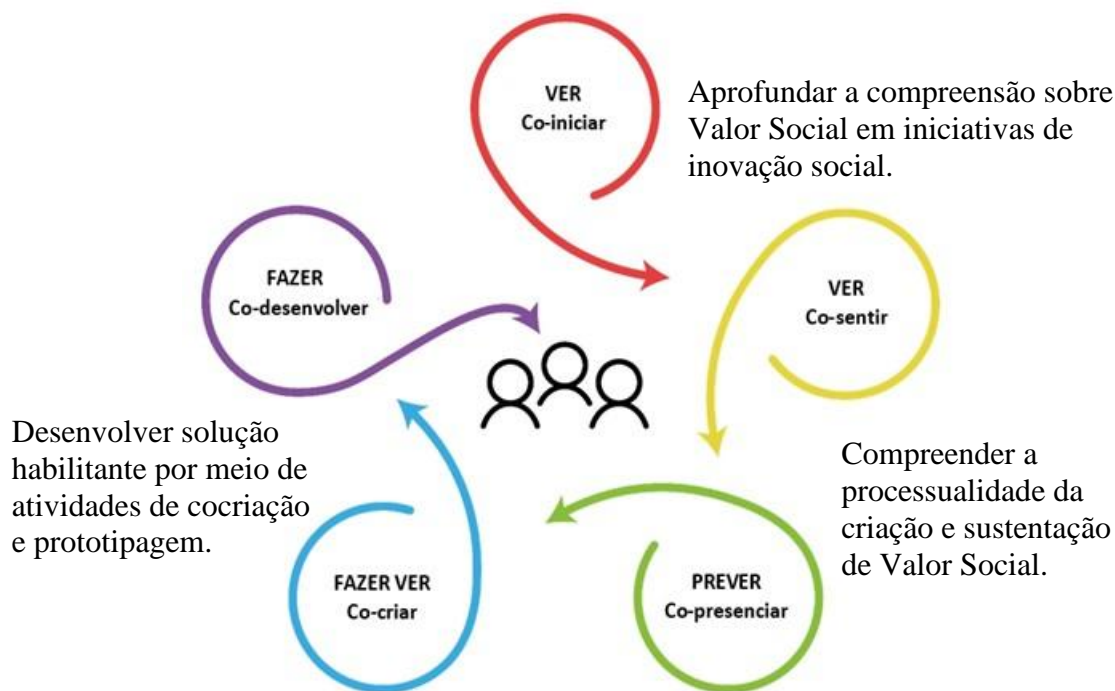 VER
Co-iniciar
Aprofundar a compreensão sobre
Valor Social em iniciativas de
inovação social.
VER
Co-sentir
FAZER
Co-desenvolver
Desenvolver solução
habilitante por meio de
atividades de cocriação
e prototipagem.
Compreender a
processualidade da
criação e sustentação
de Valor Social.
FAZER VER
Co-criar
PREVER
Co-presenciar